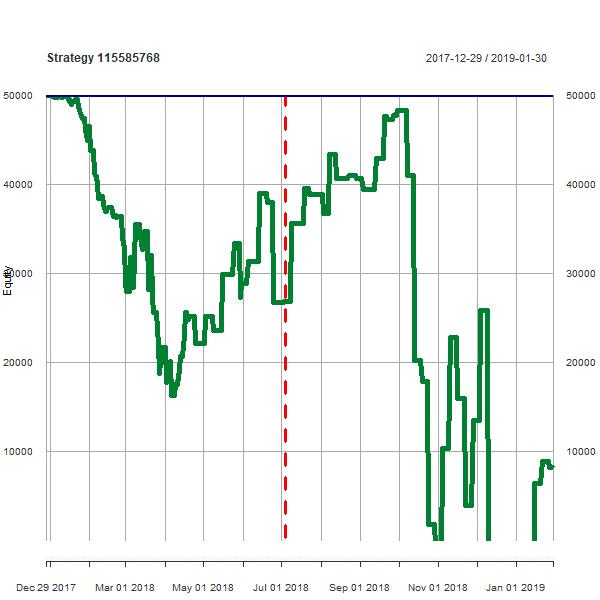 Strategy 115585768
2017-12-29 / 2019-01-30
50000 50000
40000 40000
30000 30000
Equity
20000 20000
10000 10000
Dec 29 2017 Mar 01 2018 May 01 2018 Jul 01 2018 Sep 01 2018 Nov 01 2018 Jan 01 2019